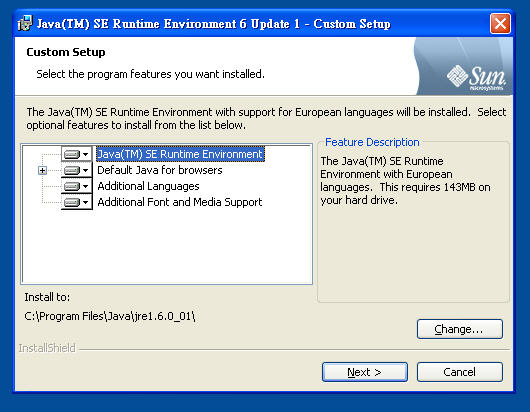 Java(TM) SE Runtime Environment 6 Update 1 - Custom Setup
Custom Setup
Select the program features you want installed.
Sun
microsystems
The Java(TM) SE Runtime Environment with support for European languages will be installed.  Select
optional features to install from the list below.
Java(TM) SE Runtime Environment
Default Java for browsers
Additional Languages
Additional Font and Media Support
Feature Description
The Java(TM) SE Runtime
Environment with European
languages.  This requires 143MB on
your hard drive.
Install to:
C:\Program Files\Java\jre1.6.0_01\
Change...
InstallShield
Next >
Cancel